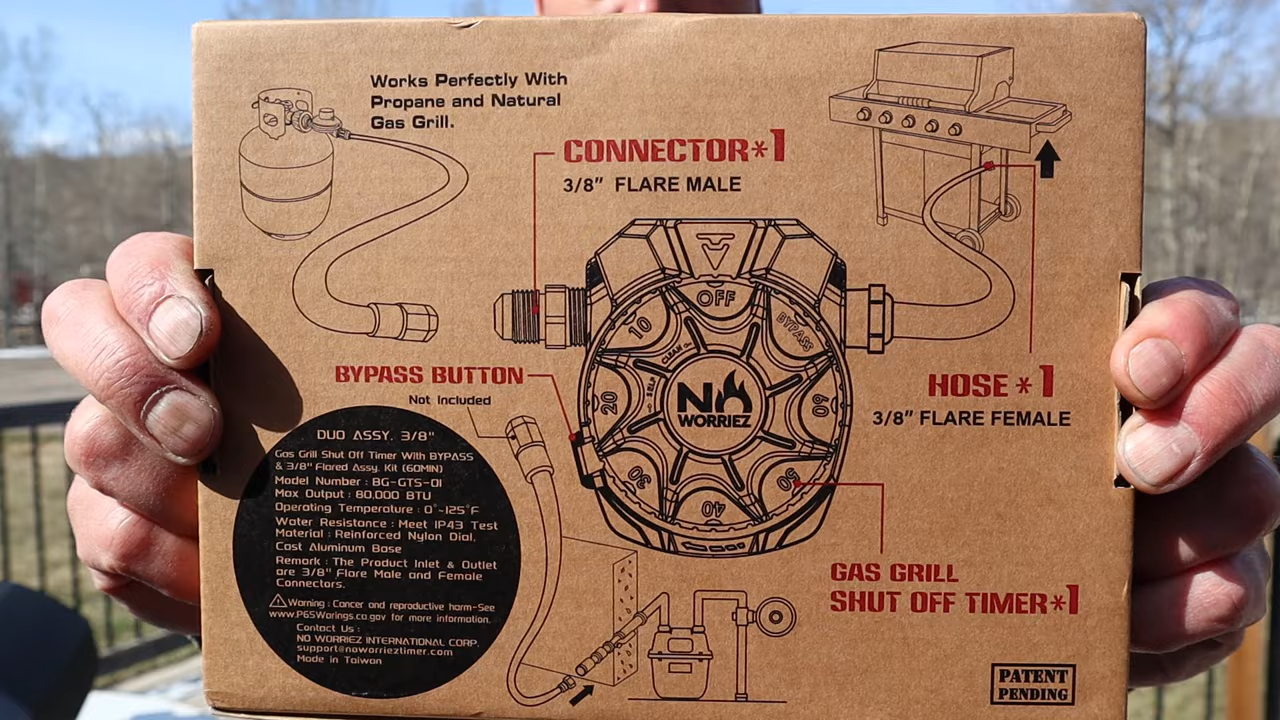 Works Perfectly With
Propane and Natural
Gas Grill.
CONNECTOR*1
3/8" FLARE MALE
OFF
BYPASS
10
20
30
40
50
60
CLEAN
SELF
NO
WORRIEZ
BYPASS BUTTON
Not Included
HOSE *1
3/8" FLARE FEMALE
DUO ASSY. 3/8"
Gas Grill Shut Off Timer With BYPASS
& 3/8" Flared Assy. Kit (60MIN)
Model Number : BG-GTS-01
Max Output : 80,000 BTU
Operating Temperature : 0°~125°F
Water Resistance : Meet IP43 Test
Material : Reinforced Nylon Dial,
Cast Aluminum Base
Remark : The Product Inlet & Outlet
are 3/8" Flare Male and Female
Connectors.
Warning : Cancer and reproductive harm-See
www.P65Warings.ca.gov for more information.
Contact Us :
NO WORRIEZ INTERNATIONAL CORP.
support@noworrieztimer.com
Made in Taiwan
GAS GRILL
SHUT OFF TIMER*1
PATENT
PENDING